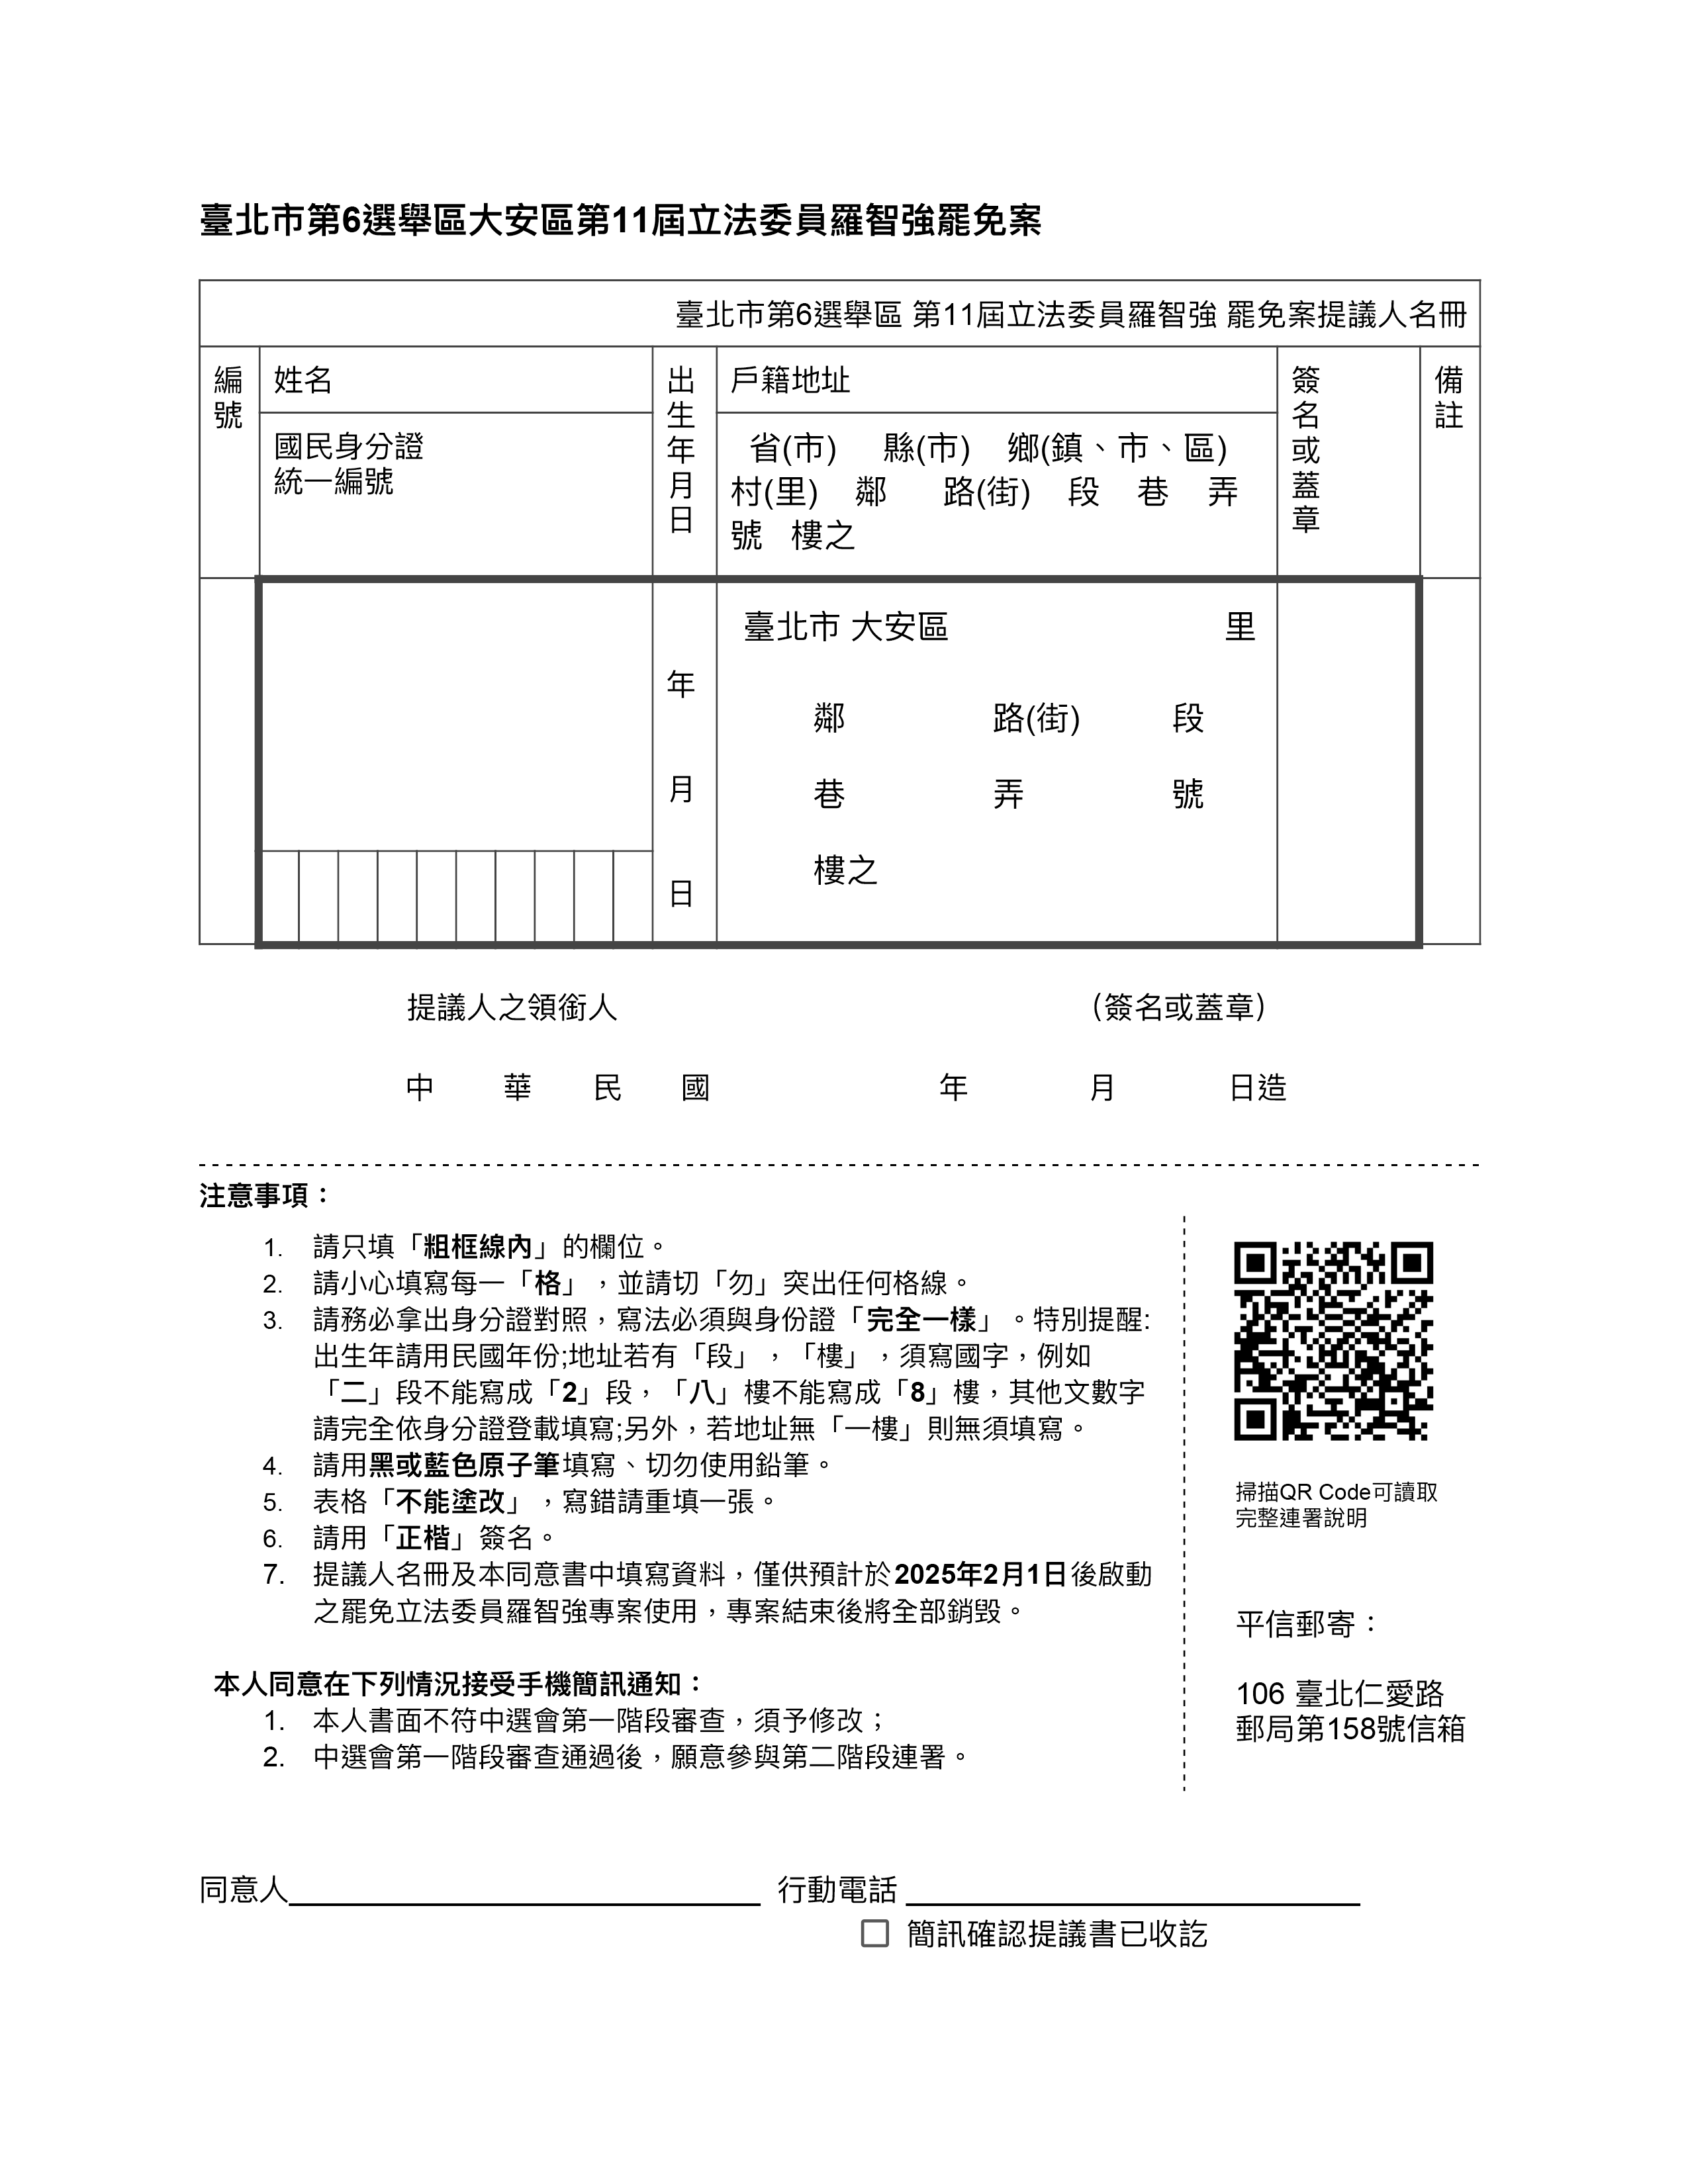 臺北市第6選舉區大安區第11屆立法委員羅智強罷免案
臺北市第6選舉區 第11屆立法委員羅智強 罷免案提議人名冊
編號
姓名
國民身分證
統一編號
出生年月日
戶籍地址
省(市) 縣(市) 鄉(鎮、市、區)
村(里) 鄰 路(街) 段 巷 弄
號 樓之
簽名或蓋章
備註
年
月
日
臺北市 大安區 里
鄰 路(街) 段
巷 弄 號
樓之
提議人之領銜人 （簽名或蓋章）
中 華 民 國 年 月 日造
注意事項：
1. 請只填「粗框線內」的欄位。
2. 請小心填寫每一「格」，並請切「勿」突出任何格線。
3. 請務必拿出身分證對照，寫法必須與身份證「完全一樣」。特別提醒:
出生年請用民國年份;地址若有「段」，「樓」，須寫國字，例如
「二」段不能寫成「2」段，「八」樓不能寫成「8」樓，其他文數字
請完全依身分證登載填寫;另外，若地址無「一樓」則無須填寫。
4. 請用黑或藍色原子筆填寫、切勿使用鉛筆。
5. 表格「不能塗改」，寫錯請重填一張。
6. 請用「正楷」簽名。
7. 提議人名冊及本同意書中填寫資料，僅供預計於2025年2月1日後啟動
之罷免立法委員羅智強專案使用，專案結束後將全部銷毀。
本人同意在下列情況接受手機簡訊通知：
1. 本人書面不符中選會第一階段審查，須予修改；
2. 中選會第一階段審查通過後，願意參與第二階段連署。
掃描QR Code可讀取
完整連署說明
平信郵寄：
106 臺北仁愛路
郵局第158號信箱
同意人 行動電話
簡訊確認提議書已收訖